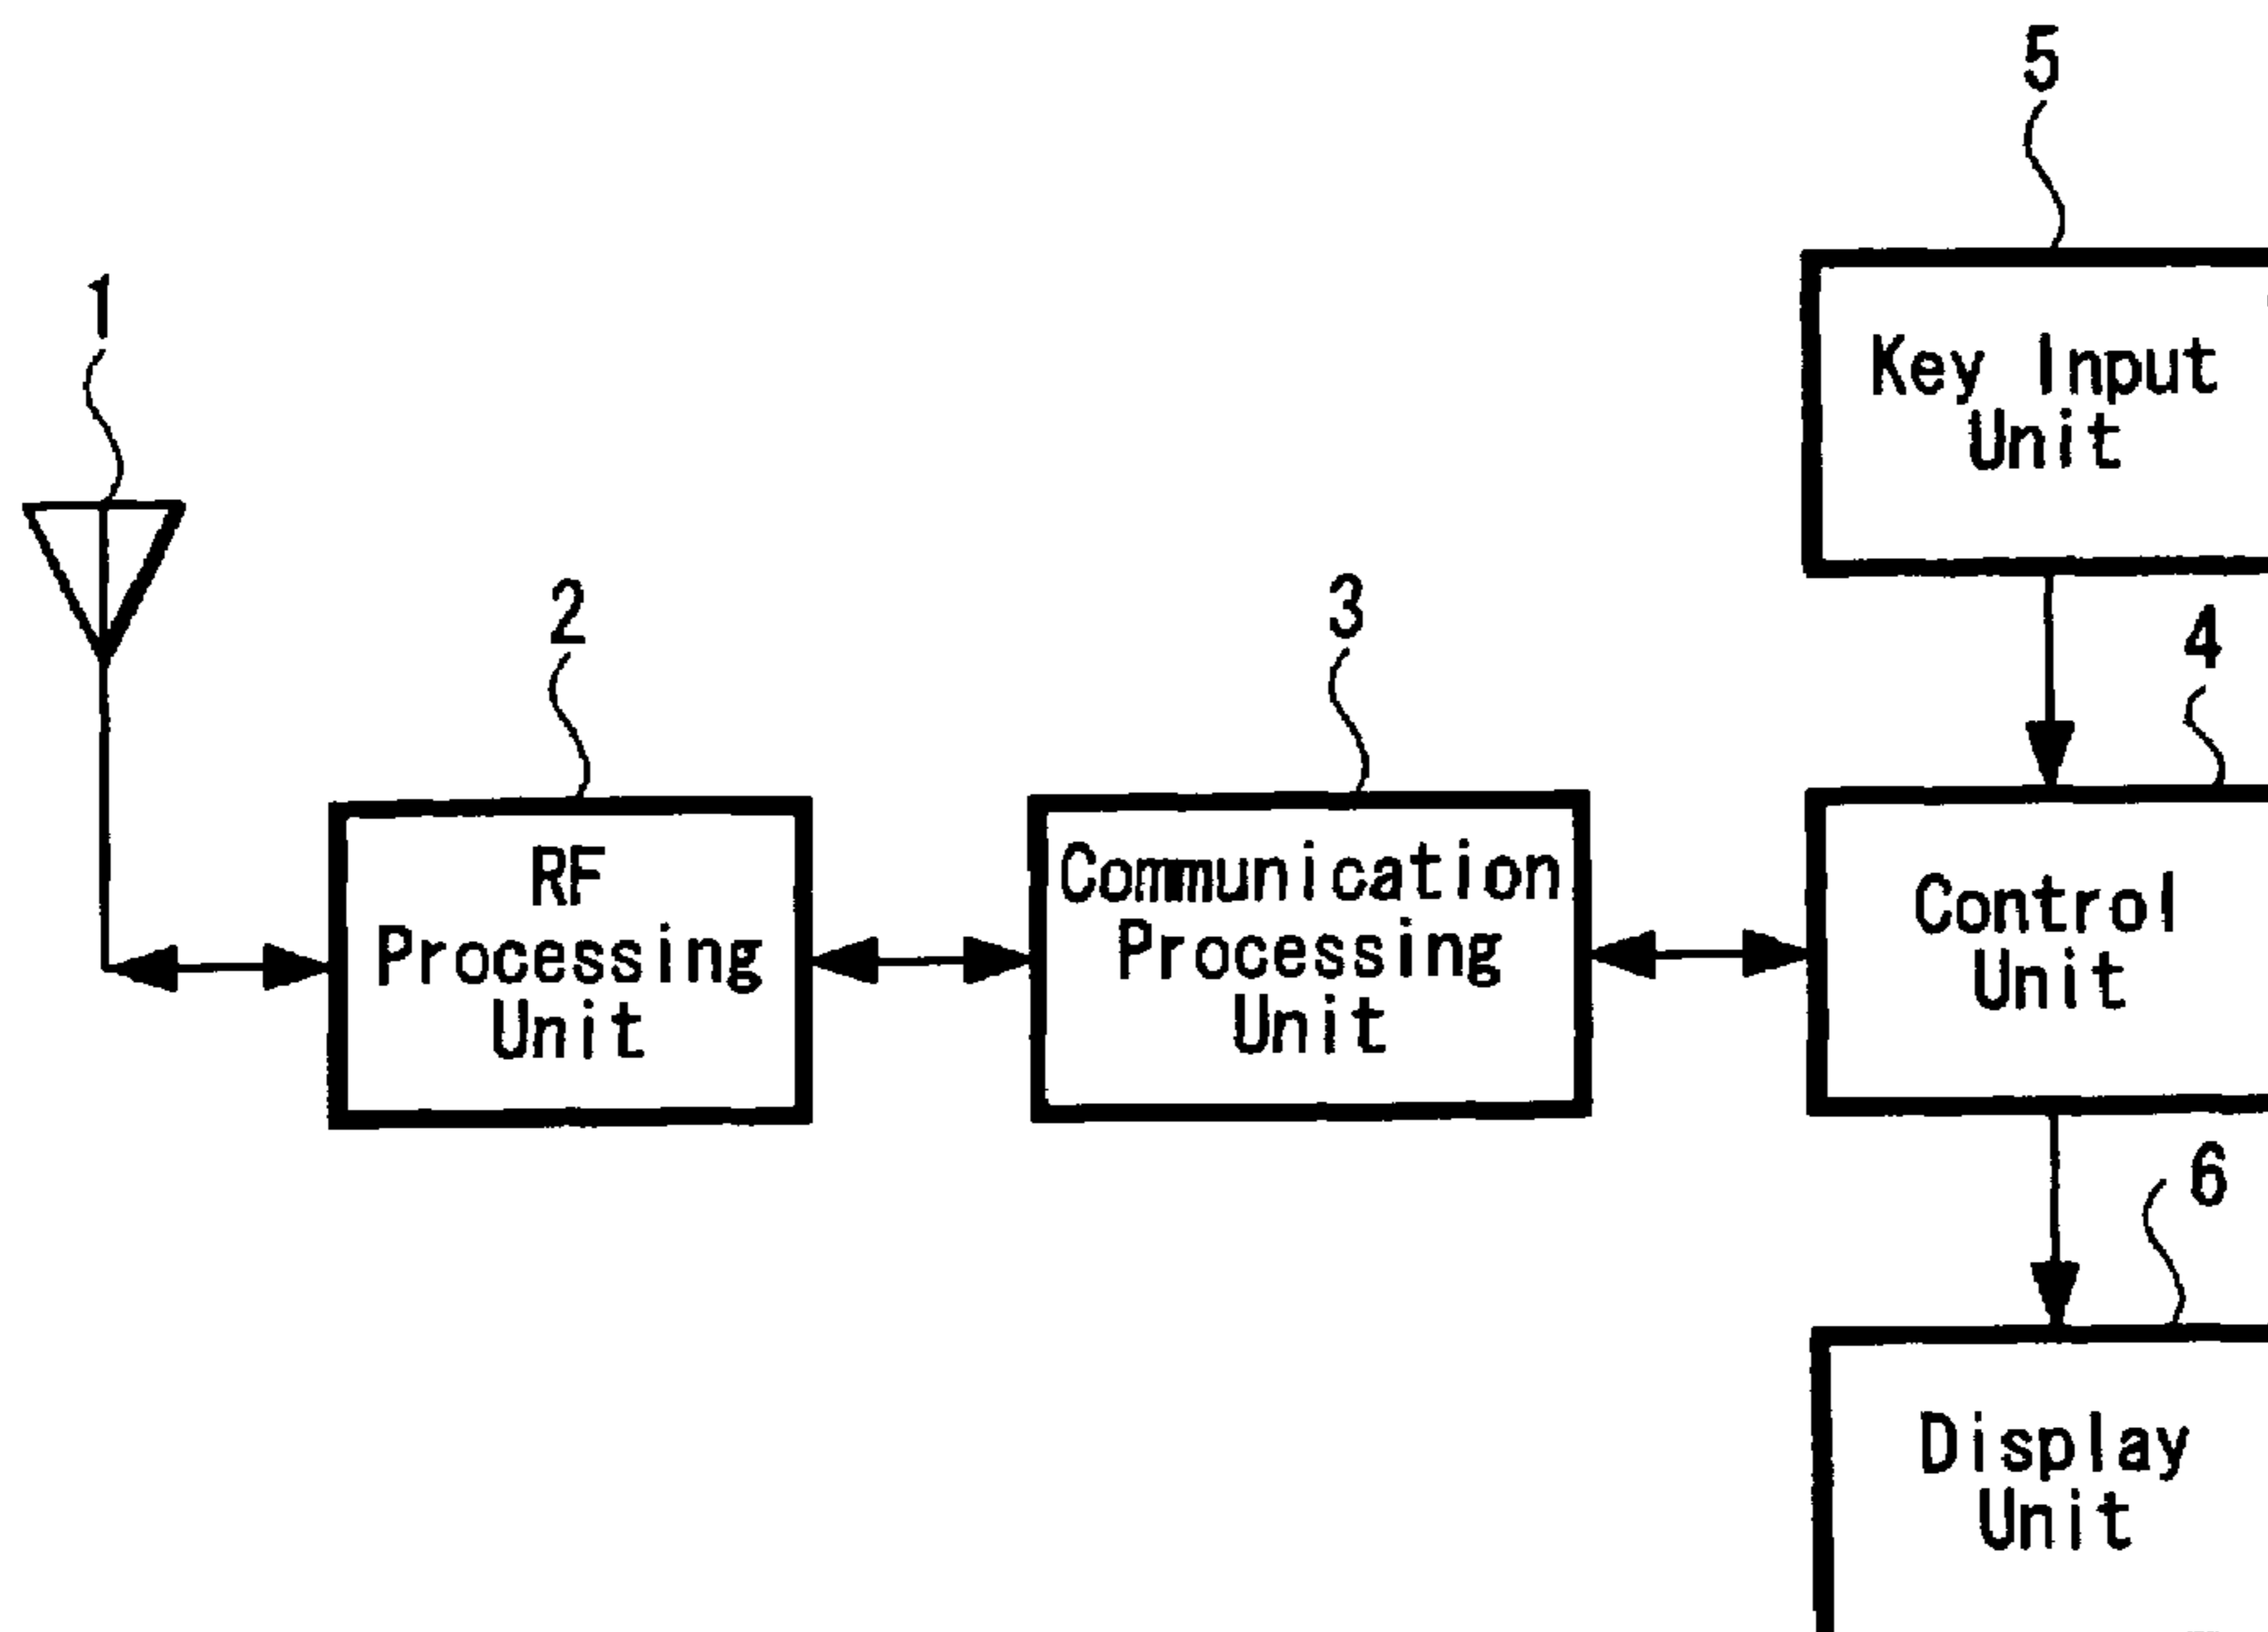 5
1
Key Input
Unit
2
3
4
RF
Processing
Unit
Communication
Processing
Unit
Control
Unit
6
Display
Unit